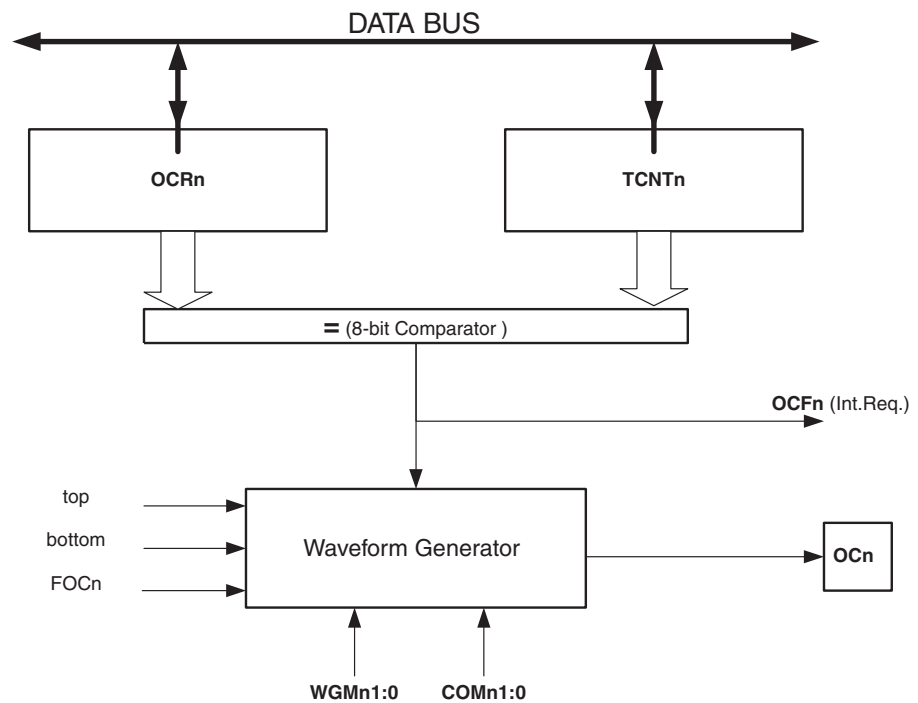 DATA BUS
OCRn
TCNTn
= (8-bit Comparator )
OCFn (Int.Req.)
top
bottom
FOCn
Waveform Generator
OCn
WGMn1:0
COMn1:0